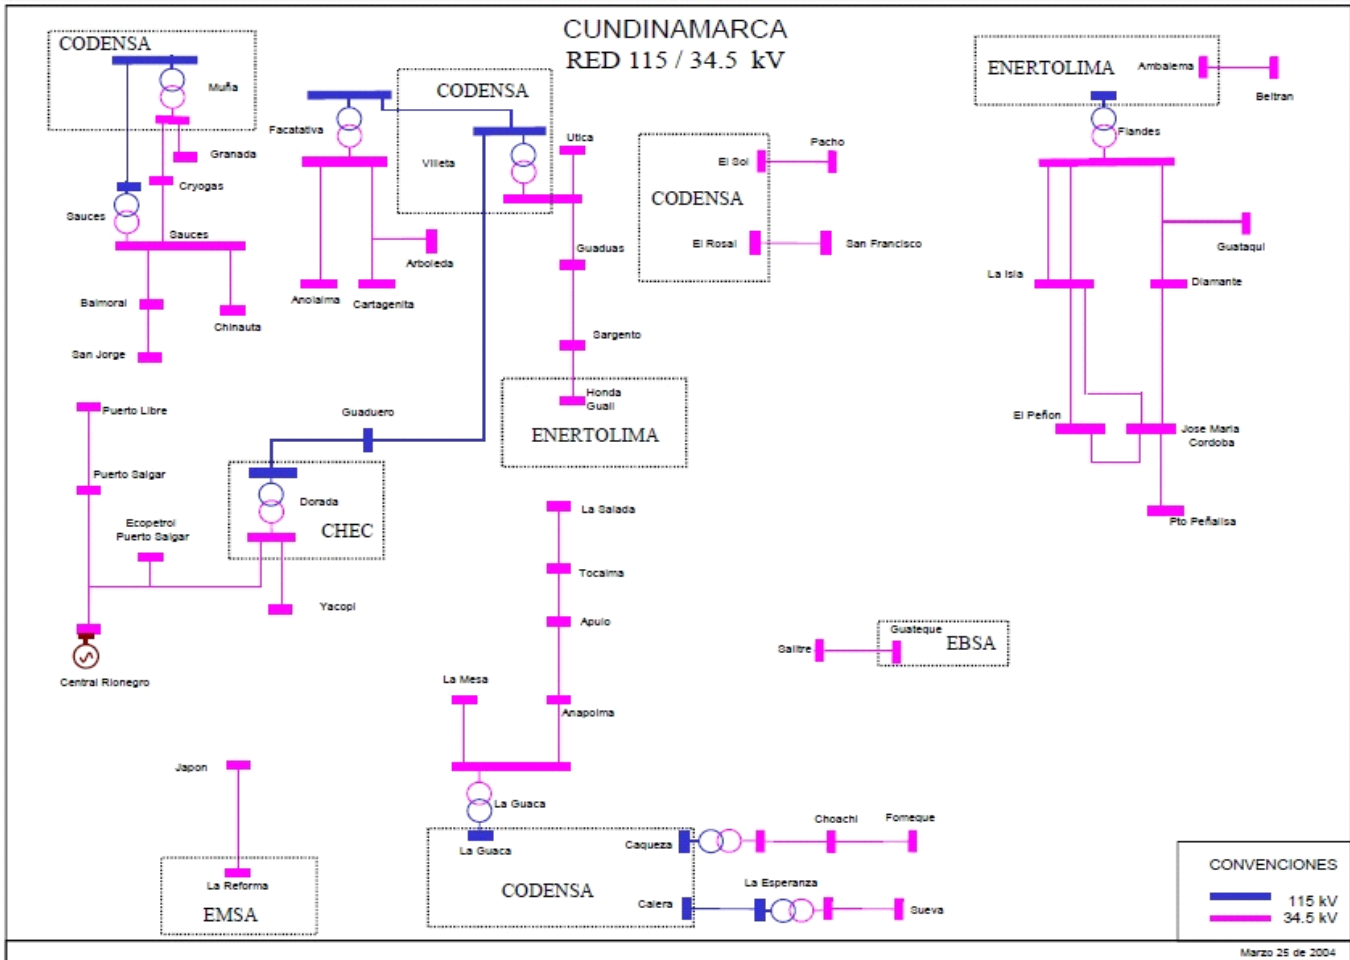 CUNDINAMARCA
RED 115 / 34.5 kV
CODENSA
Muña
Granada
Cryogas
Sauces
Sauces
Balmoral
Chinauta
San Jorge
Facatativa
Anolaima
Cartagenita
Arboleda
CODENSA
Villeta
Utica
Guaduas
Sargento
Honda
Guali
ENERTOLIMA
CODENSA
El Sol
Pacho
El Rosal
San Francisco
ENERTOLIMA
Ambalema
Beltran
Flandes
Guataqui
La Isla
Diamante
El Peñon
Jose Maria
Cordoba
Pto Peñalisa
Puerto Libre
Puerto Salgar
Ecopetrol
Puerto Salgar
Central Rionegro
Guaduero
Dorada
CHEC
Yacopi
La Salada
Tocaima
Apulo
Anapoima
La Mesa
La Guaca
La Guaca
CODENSA
Caqueza
Choachi
Fomeque
Calera
La Esperanza
Sueva
Salitre
Guateque
EBSA
Japon
La Reforma
EMSA
CONVENCIONES
115 kV
34.5 kV
Marzo 25 de 2004